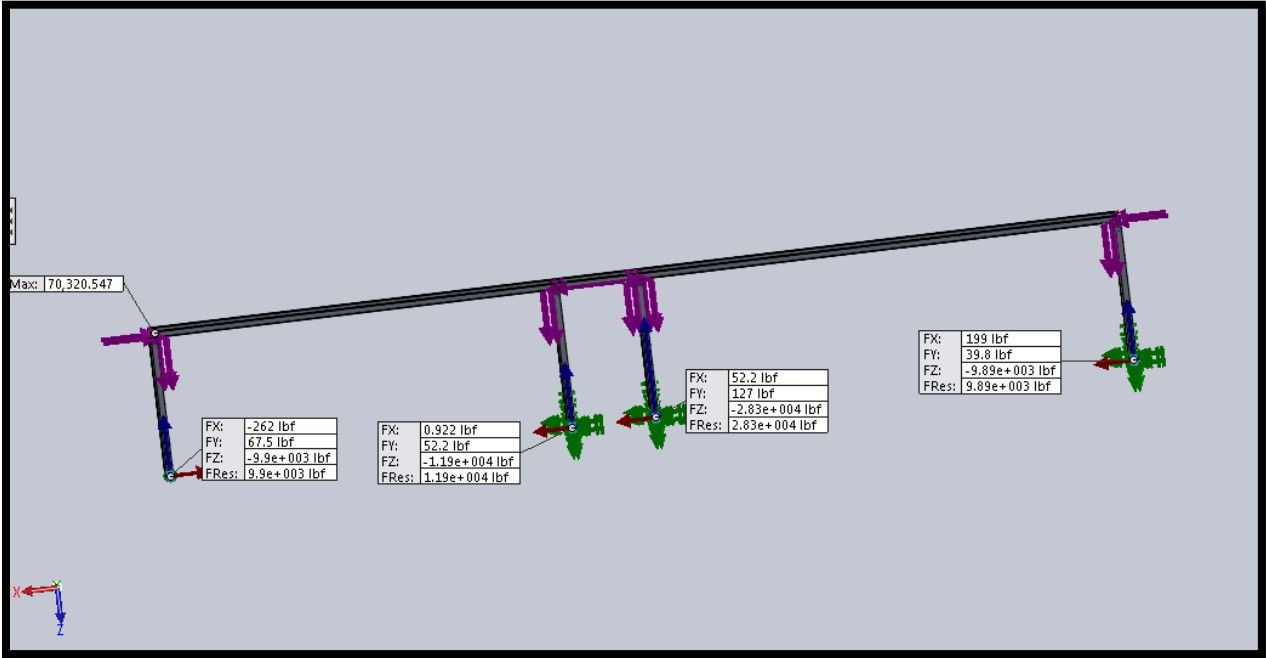 Max: 70,320.547
FX: 199 lbf
FY: 39.8 lbf
FZ: -9.89e+003 lbf
FRes: 9.89e+003 lbf
FX: 52.2 lbf
FY: 127 lbf
FZ: -2.83e+004 lbf
FRes: 2.83e+004 lbf
FX: -262 lbf
FY: 67.5 lbf
FZ: -9.9e+003 lbf
FRes: 9.9e+003 lbf
FX: 0.922 lbf
FY: 52.2 lbf
FZ: -1.19e+004 lbf
FRes: 1.19e+004 lbf
X
Z